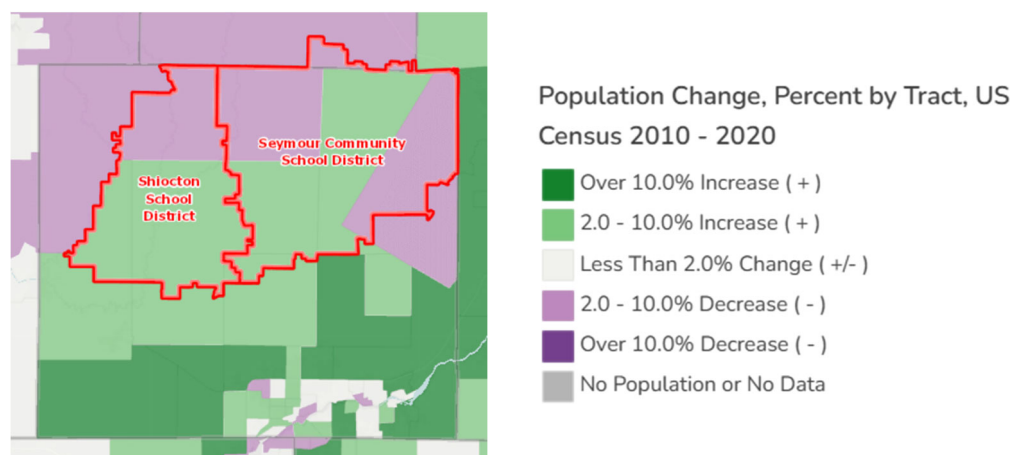 Seymour Community
School District
Shiocton
School
District
Population Change, Percent by Tract, US
Census 2010 - 2020
Over 10.0% Increase ( + )
2.0 - 10.0% Increase ( + )
Less Than 2.0% Change ( +/- )
2.0 - 10.0% Decrease ( - )
Over 10.0% Decrease ( - )
No Population or No Data